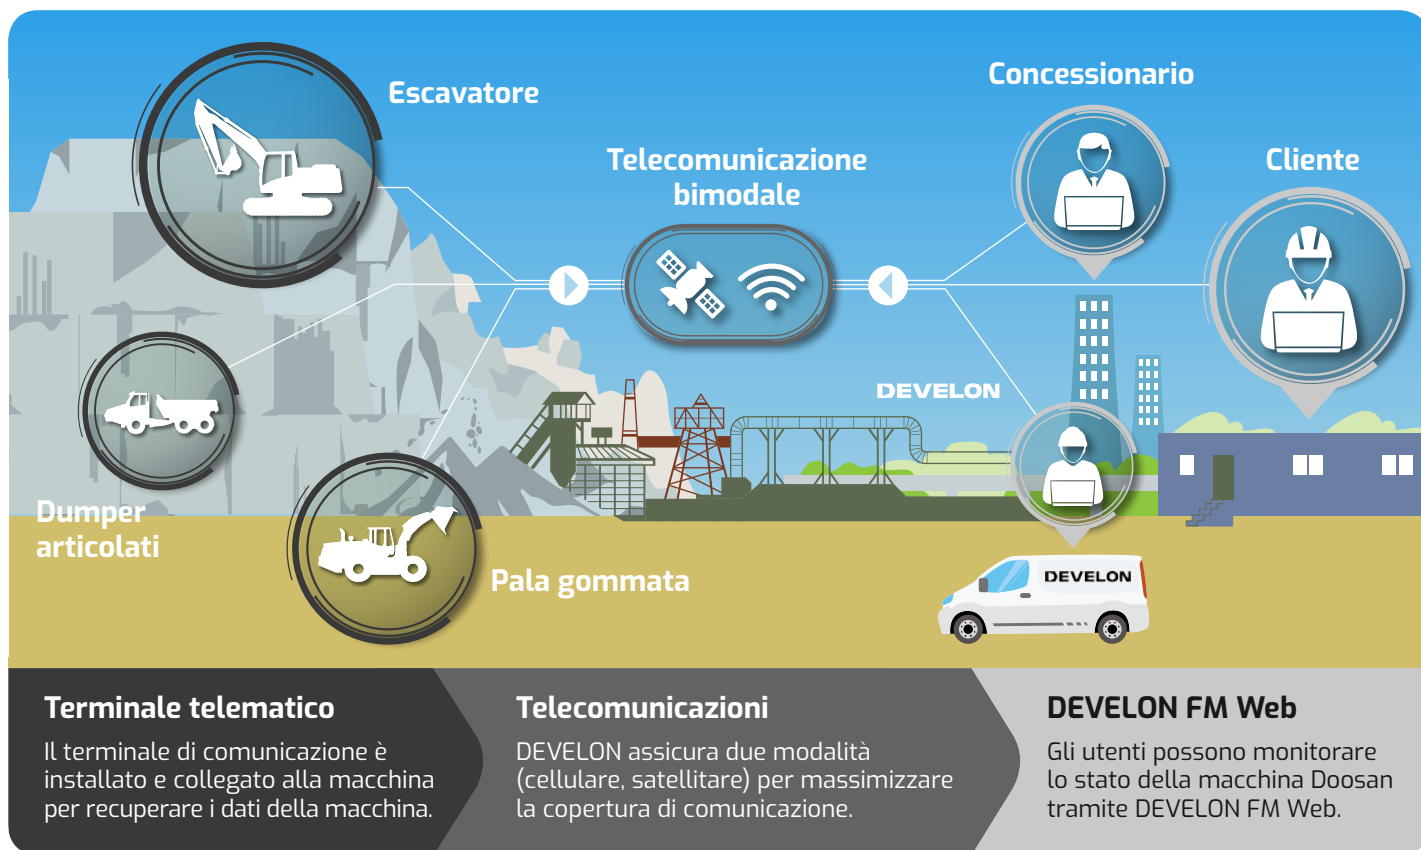 Escavatore
Concessionario
Telecomunicazione
bimodale
Cliente
DEVELON
Dumper
articolati
Pala gommata
DEVELON
Terminale telematico
Il terminale di comunicazione è
installato e collegato alla macchina
per recuperare i dati della macchina.
Telecomunicazioni
DEVELON assicura due modalità
(cellulare, satellitare) per massimizzare
la copertura di comunicazione.
DEVELON FM Web
Gli utenti possono monitorare
lo stato della macchina Doosan
tramite DEVELON FM Web.